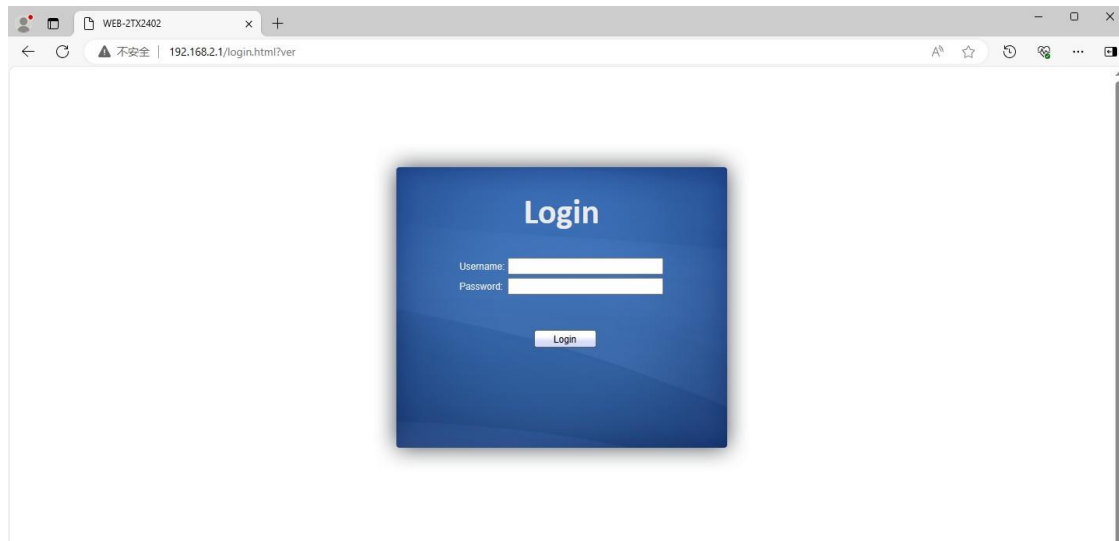 WEB-2TX2402
不安全 | 192.168.2.1/login.html?ver
Login
Username:
Password:
Login